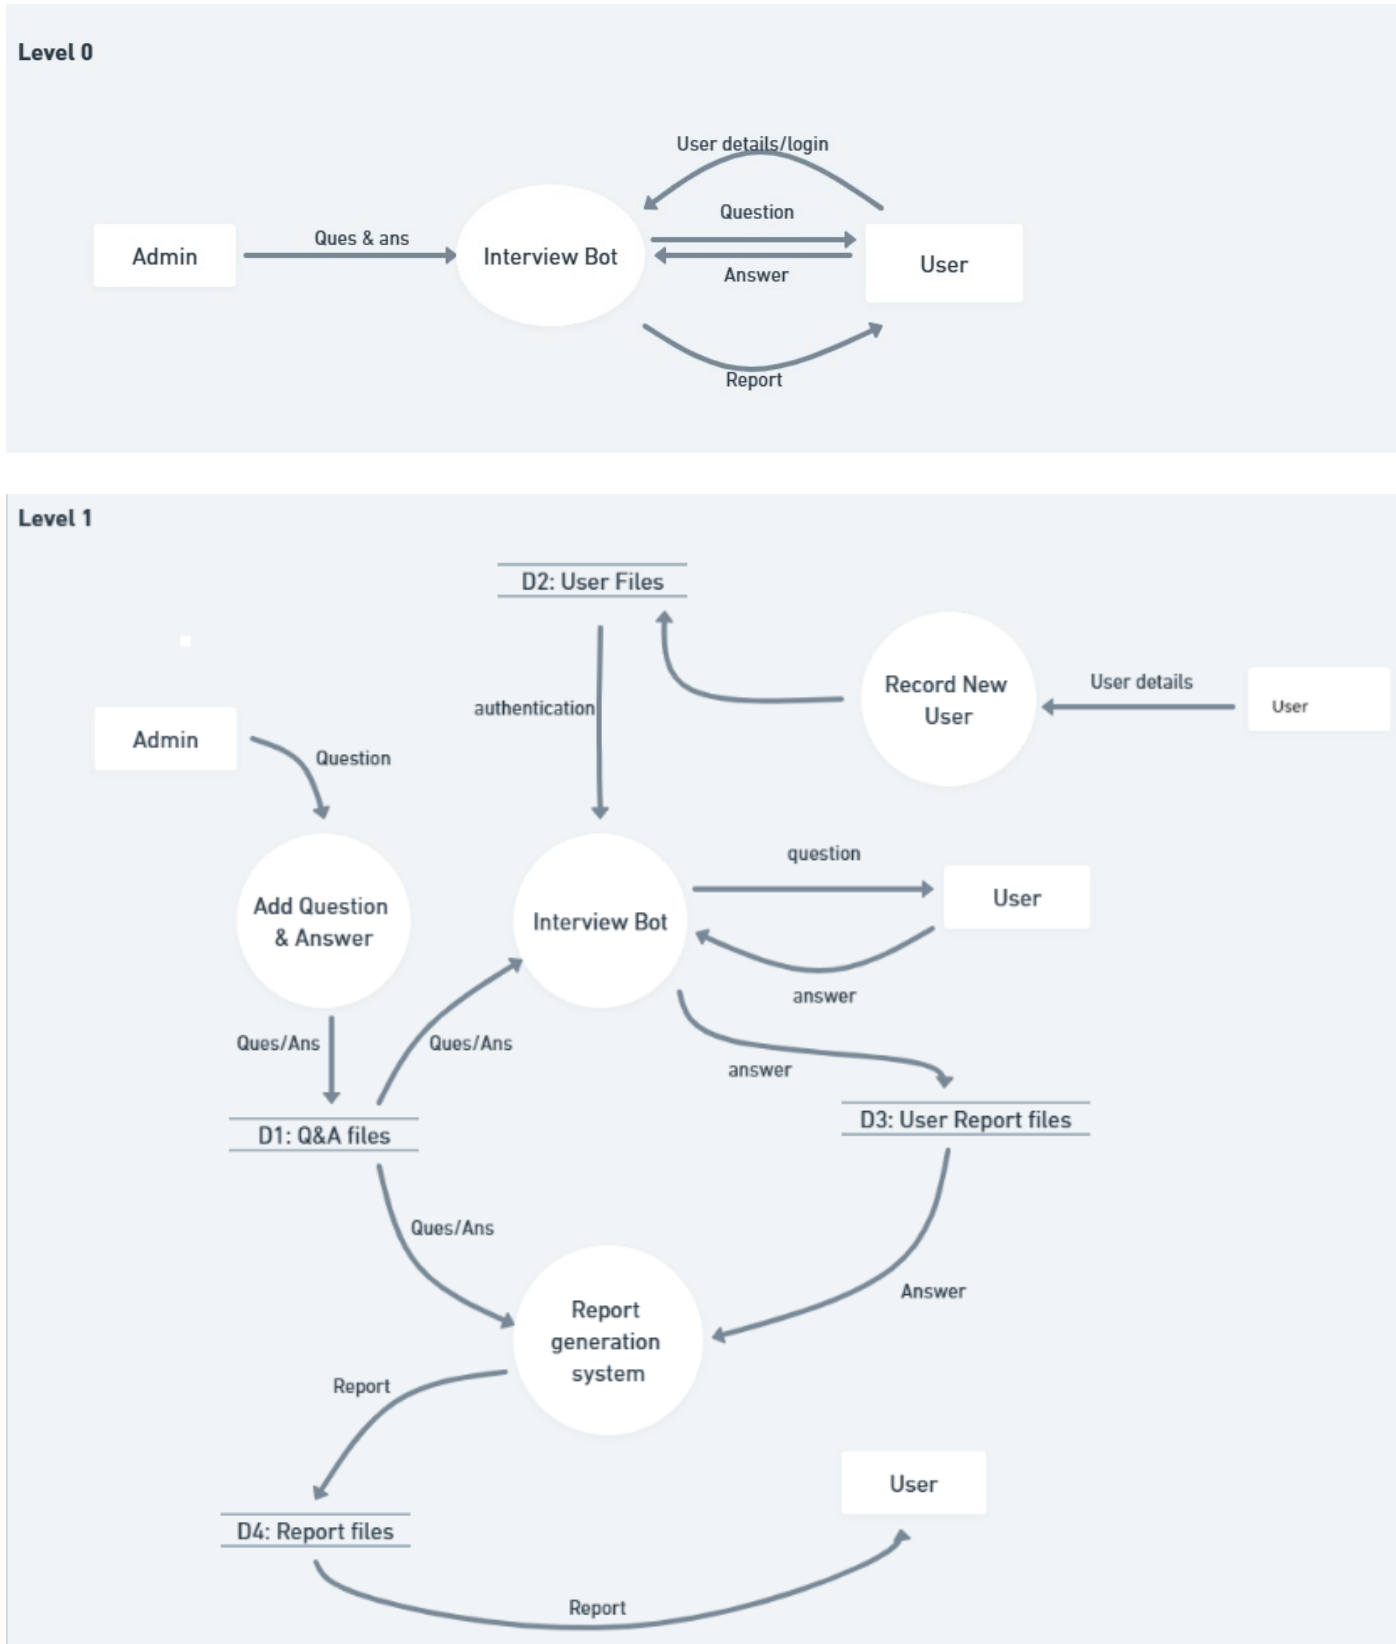 Level 0
User details/login
Question
Ques & ans
Admin
Interview Bot
User
Answer
Report
Level 1
D2: User Files
Record New
User
User details
User
authentication
Admin
Question
question
Add Question
& Answer
Interview Bot
User
answer
Ques/Ans
Ques/Ans
answer
D1: Q&A files
D3: User Report files
Ques/Ans
Answer
Report
generation
system
Report
User
D4: Report files
Report